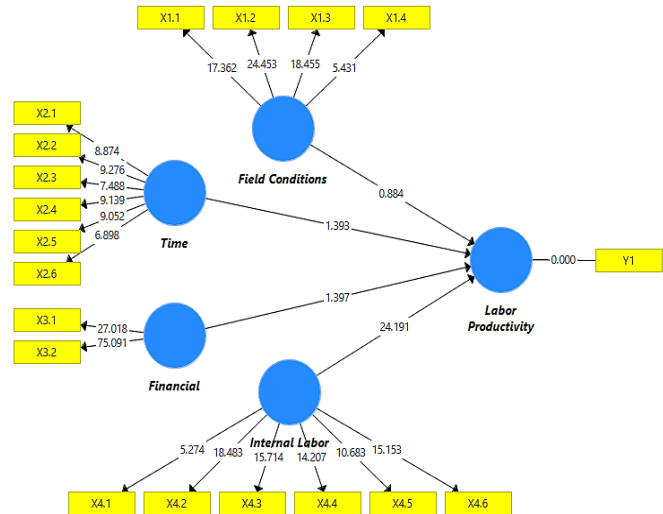 X1.1
X1.2
X1.3
X1.4
17.362
24.453
18.455
5.431
X2.1
X2.2
X2.3
X2.4
X2.5
X2.6
8.874
9.276
7.488
9.139
9.052
6.898
Field Conditions
0.884
Time
1.393
0.000
Y1
Labor
Productivity
X3.1
X3.2
27.018
75.091
1.397
24.191
Financial
Internal Labor
5.274
18.483
15.714
14.207
10.683
15.153
X4.1
X4.2
X4.3
X4.4
X4.5
X4.6